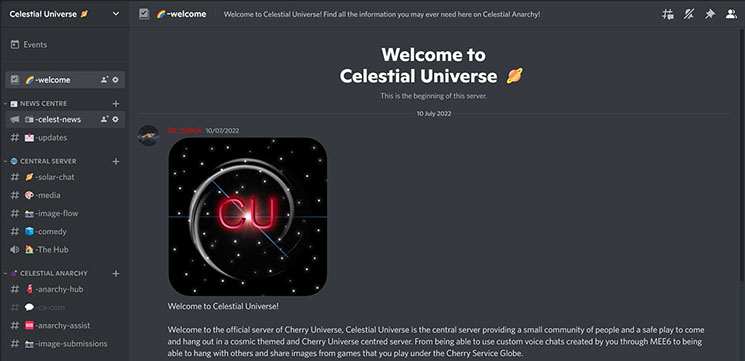 Celestial Universe 🪐
-welcome
Welcome to Celestial Universe! Find all the information you may ever need here on Celestial Anarchy!
Events
-welcome
NEWS CENTRE
-celest-news
-updates
CENTRAL SERVER
-solar-chat
-media
-image-flow
-comedy
-The Hub
CELESTIAL ANARCHY
-anarchy-hub
-ca-com
-anarchy-assist
-image-submissions
Welcome to
Celestial Universe 🪐
This is the beginning of this server.
10 July 2022
10/07/2022
CU
Welcome to Celestial Universe!
Welcome to the official server of Cherry Universe, Celestial Universe is the central server providing a small community of people and a safe play to come
and hang out in a cosmic themed and Cherry Universe centred server. From being able to use custom voice chats created by you through MEE6 to being
able to hang with others and share images from games that you play under the Cherry Service Globe.